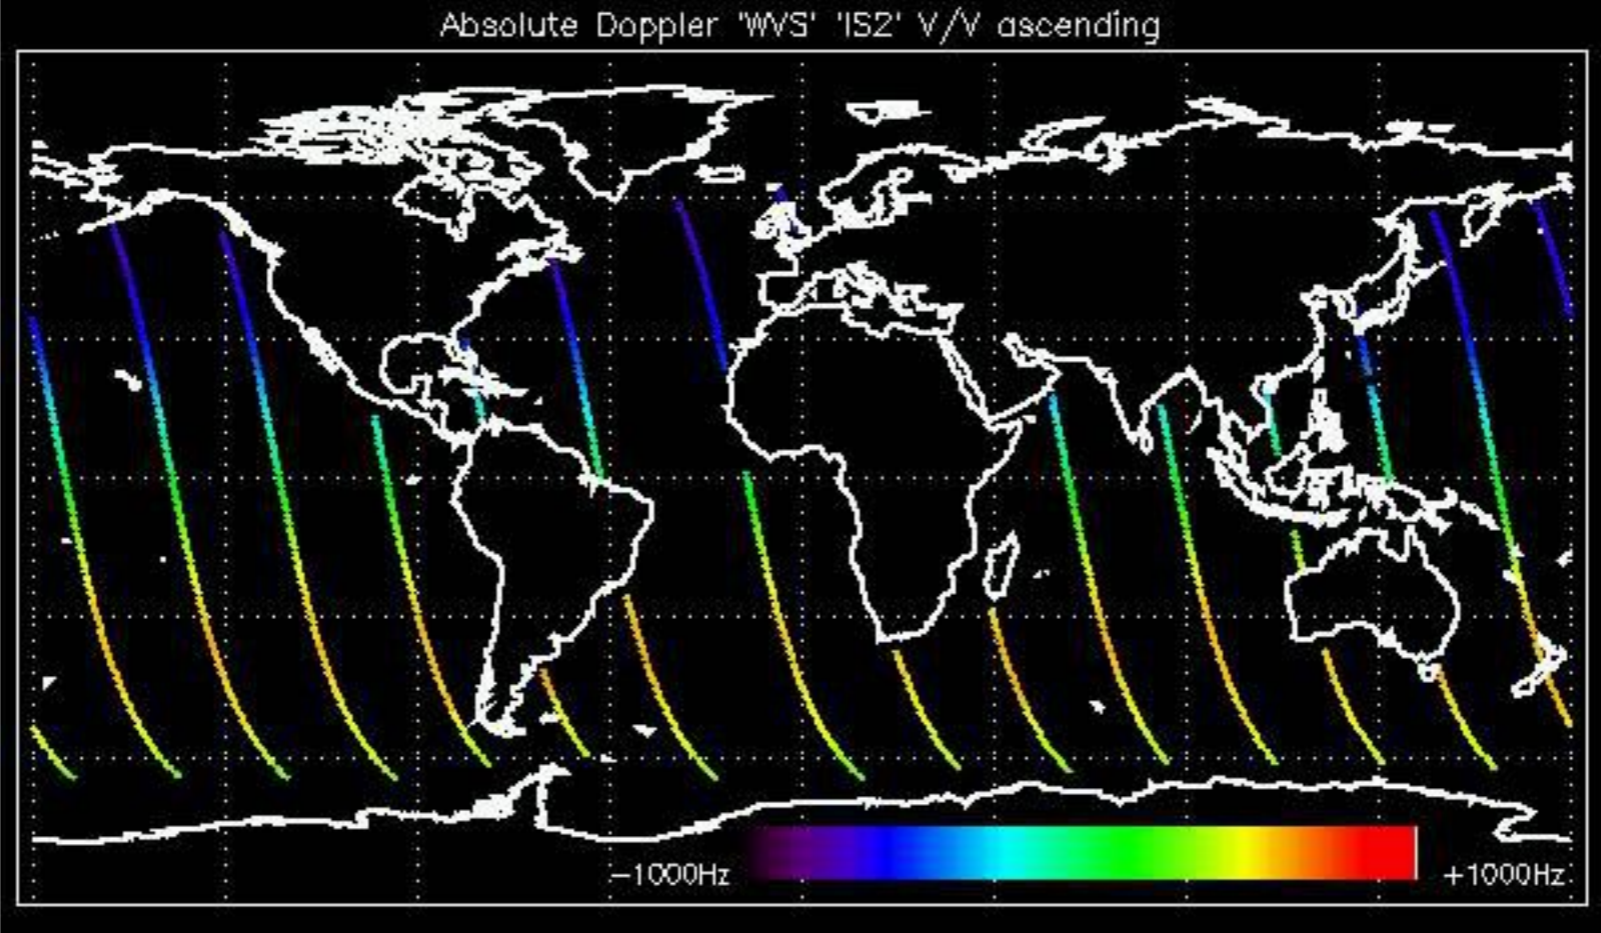 Absolute Doppler 'WVS' 'IS2' V/V ascending
−1000Hz +1000Hz